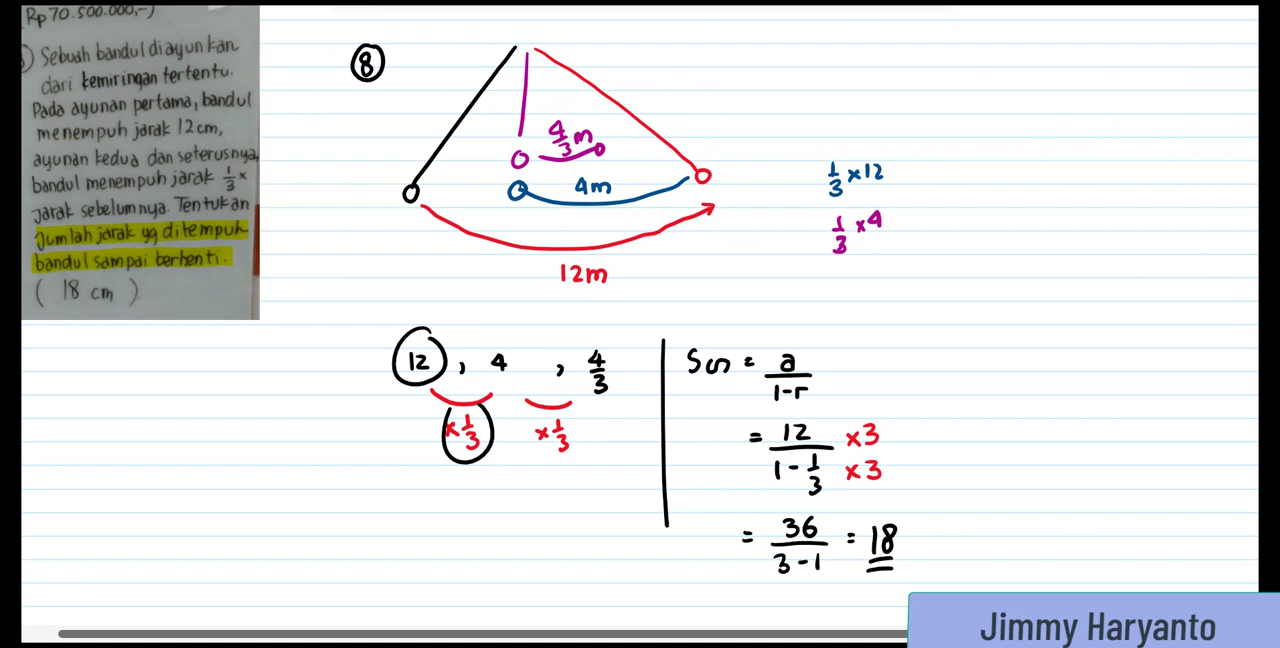 Rp 70.500.000,-)
) Sebuah bandul diayunkan
dari kemiringan tertentu.
Pada ayunan pertama, bandul
menempuh jarak 12 cm,
ayunan kedua dan seterusnya,
bandul menempuh jarak 1/3 x
jarak sebelumnya. Tentukan
jumlah jarak yg ditempuh
bandul sampai berhenti.
( 18 cm )
8
4/3 m
4m
12m
1/3 x 12
1/3 x 4
12 , 4 , 4/3
x 1/3 x 1/3
S∞ = a/(1-r)
= 12/(1 - 1/3) x3 x3
= 36/(3-1) = 18
Jimmy Haryanto